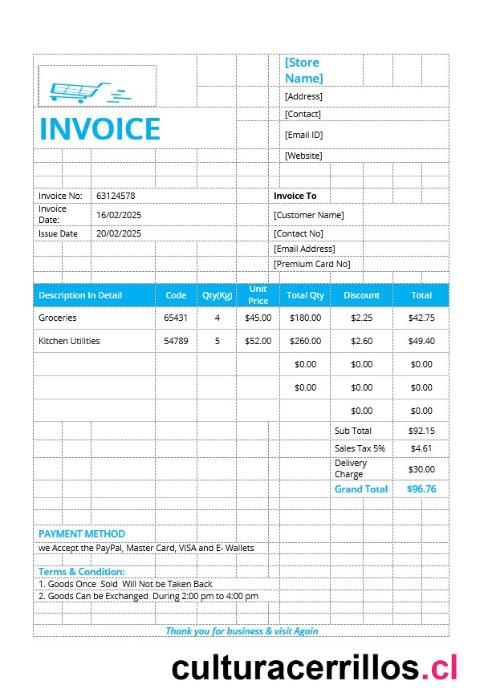 [Store
Name]
[Address]
[Contact]
INVOICE
[Email ID]
[Website]
Invoice No: 63124578 Invoice To
Invoice
Date: 16/02/2025 [Customer Name]
Issue Date 20/02/2025 [Contact No]
[Email Address]
[Premium Card No]
Description In Detail Code Qty(Kg) Unit Price Total Qty Discount Total
Groceries 65431 4 $45.00 $180.00 $2.25 $42.75
Kitchen Utilities 54789 5 $52.00 $260.00 $2.60 $49.40
$0.00 $0.00 $0.00
$0.00 $0.00 $0.00
$0.00 $0.00
Sub Total $92.15
Sales Tax 5% $4.61
Delivery
Charge $30.00
Grand Total $96.76
PAYMENT METHOD
we Accept the PayPal, Master Card, VISA and E- Wallets
Terms & Condition:
1. Goods Once Sold Will Not be Taken Back
2. Goods Can be Exchanged During 2:00 pm to 4:00 pm
Thank you for business & visit Again
culturacerrillos.cl